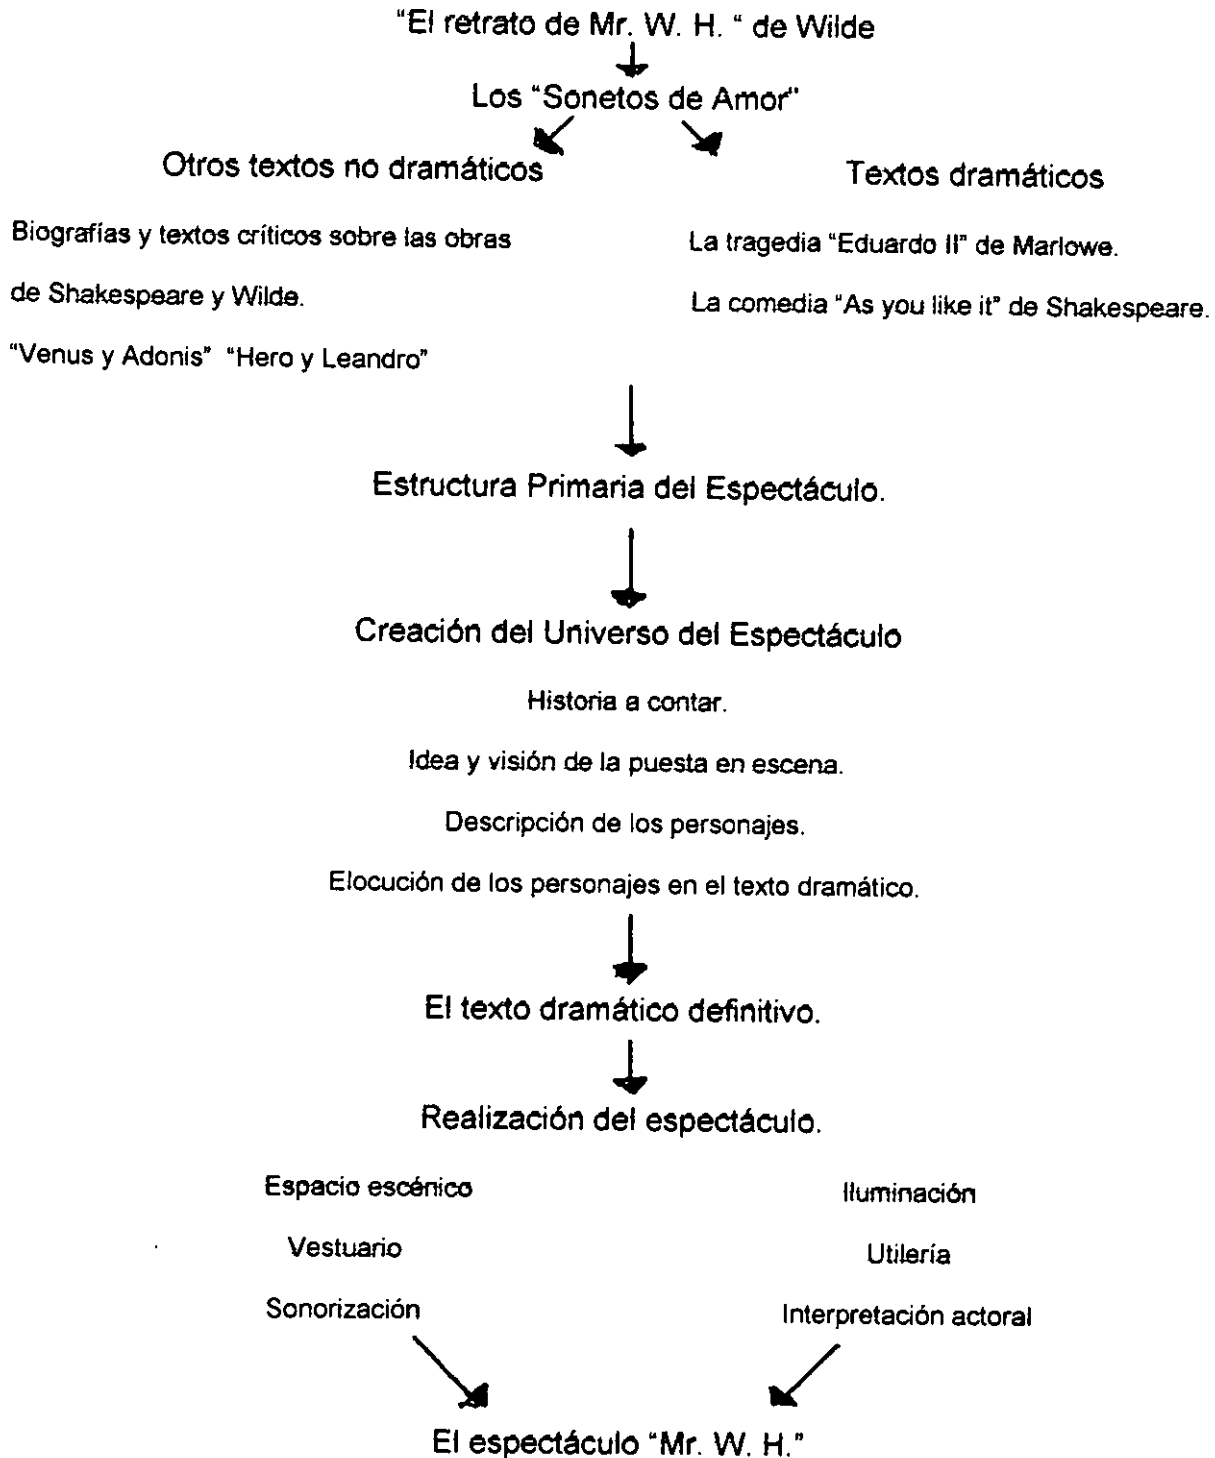 “El retrato de Mr. W. H. “ de Wilde
Los “Sonetos de Amor”
Otros textos no dramáticos
Biografías y textos críticos sobre las obras
de Shakespeare y Wilde.
“Venus y Adonis” “Hero y Leandro”
Textos dramáticos
La tragedia “Eduardo II” de Marlowe.
La comedia “As you like it” de Shakespeare.
Estructura Primaria del Espectáculo.
Creación del Universo del Espectáculo
Historia a contar.
Idea y visión de la puesta en escena.
Descripción de los personajes.
Elocución de los personajes en el texto dramático.
El texto dramático definitivo.
Realización del espectáculo.
Espacio escénico
Vestuario
Sonorización
Iluminación
Utilería
Interpretación actoral
El espectáculo “Mr. W. H.”